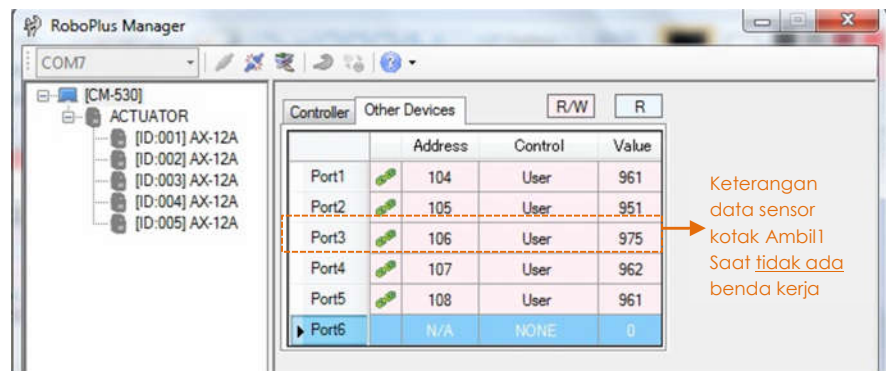 RoboPlus Manager
COM7
[CM-530]
ACTUATOR
[ID:001] AX-12A
[ID:002] AX-12A
[ID:003] AX-12A
[ID:004] AX-12A
[ID:005] AX-12A
Controller Other Devices R/W R
Address Control Value
Port1 104 User 961
Port2 105 User 951
Port3 106 User 975
Port4 107 User 962
Port5 108 User 961
Port6 N/A NONE 0
Keterangan
data sensor
kotak Ambil1
Saat tidak ada
benda kerja